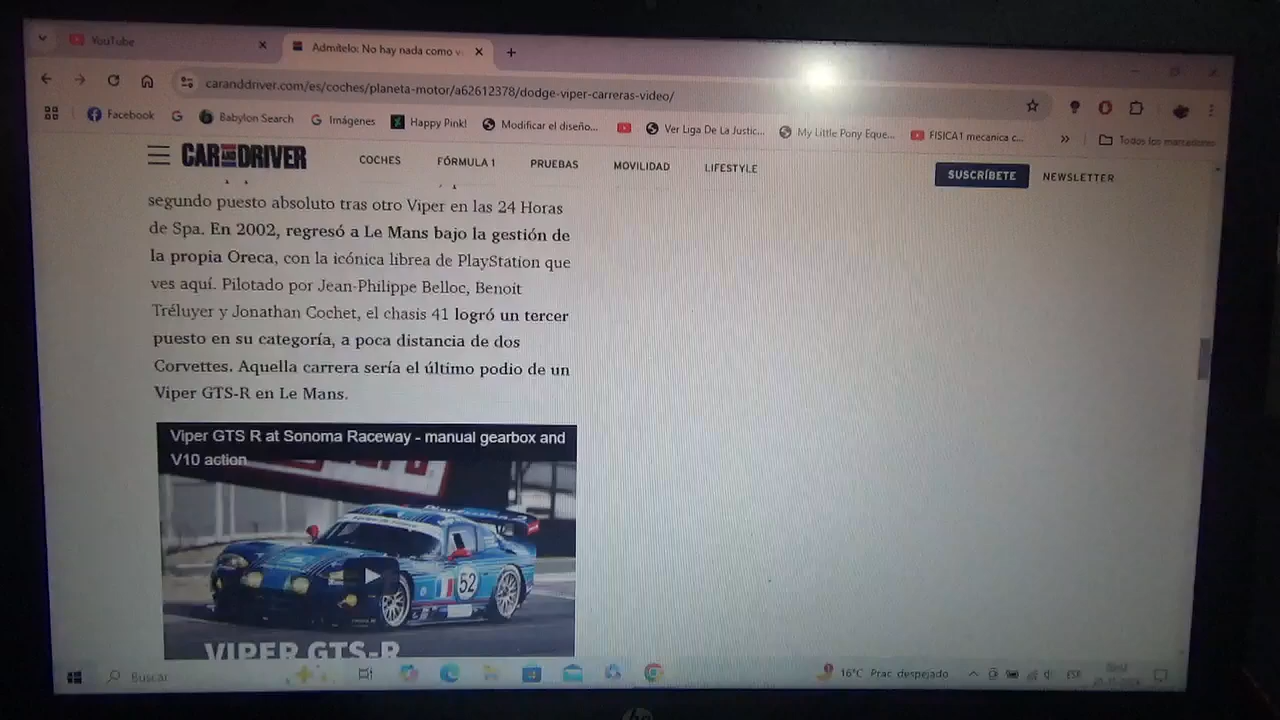 YouTube
Admítelo: No hay nada como v
caranddriver.com/es/coches/planeta-motor/a62612378/dodge-viper-carreras-video/
Facebook
Babylon Search
Imágenes
Happy Pink!
Modificar el diseño...
Ver Liga De La Justic...
My Little Pony Eque...
FISICA1 mecanica c...
Todos los marcadores
CAR AND DRIVER
COCHES
FÓRMULA 1
PRUEBAS
MOVILIDAD
LIFESTYLE
SUSCRÍBETE
NEWSLETTER
segundo puesto absoluto tras otro Viper en las 24 Horas
de Spa. En 2002, regresó a Le Mans bajo la gestión de
la propia Oreca, con la icónica librea de PlayStation que
ves aquí. Pilotado por Jean-Philippe Belloc, Benoit
Tréluyer y Jonathan Cochet, el chasis 41 logró un tercer
puesto en su categoría, a poca distancia de dos
Corvettes. Aquella carrera sería el último podio de un
Viper GTS-R en Le Mans.
Viper GTS R at Sonoma Raceway - manual gearbox and
V10 action
52
VIPER GTS-R
Buscar
16°C Prac despejado
ESP
hp